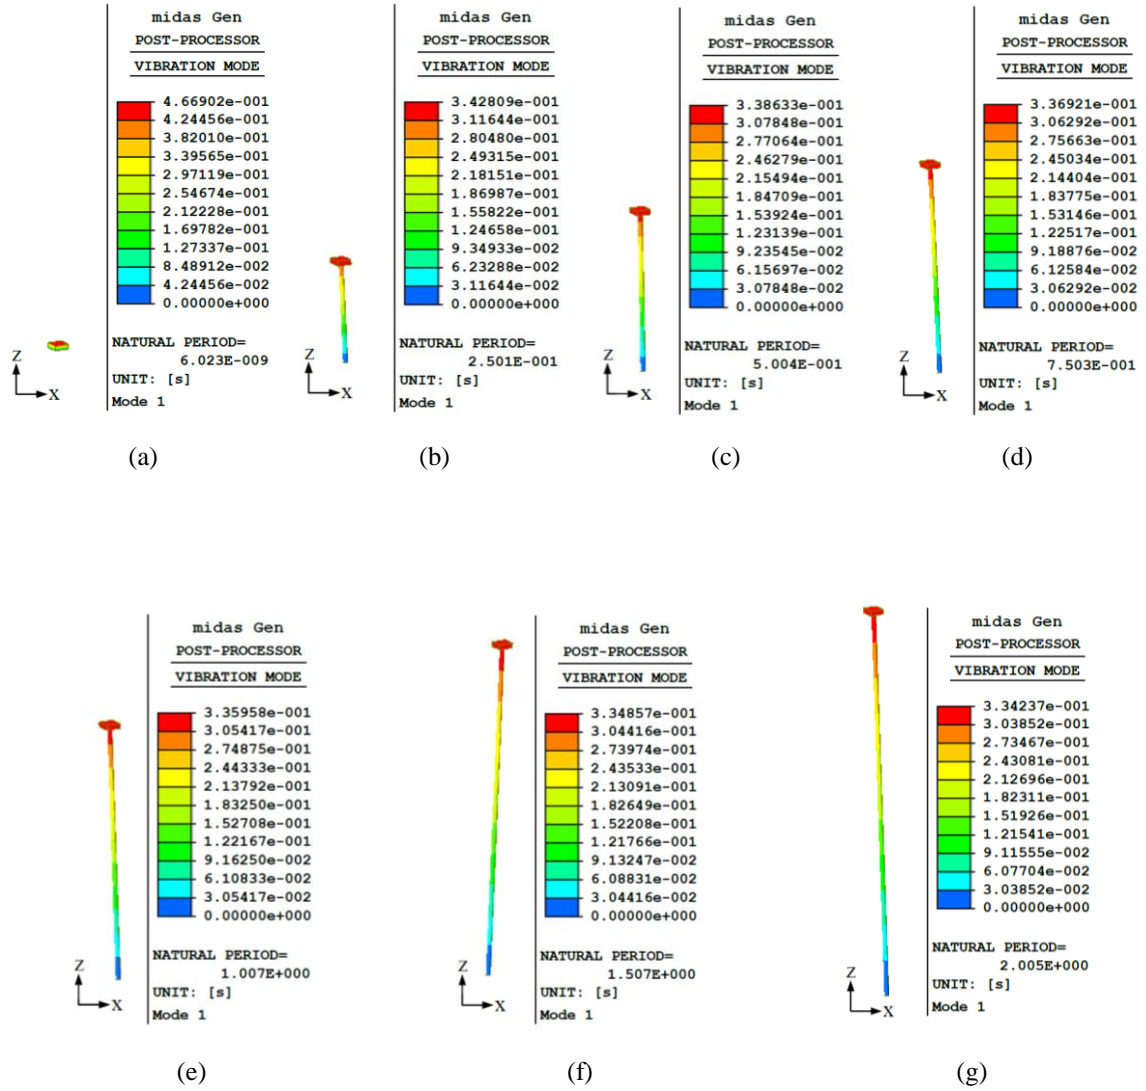 midas Gen
POST-PROCESSOR
VIBRATION MODE
4.66902e-001
4.24456e-001
3.82010e-001
3.39565e-001
2.97119e-001
2.54674e-001
2.12228e-001
1.69782e-001
1.27337e-001
8.48912e-002
4.24456e-002
0.00000e+000
NATURAL PERIOD=
6.023E-009
UNIT: [s]
Mode 1
Z
X
(a)
midas Gen
POST-PROCESSOR
VIBRATION MODE
3.42809e-001
3.11644e-001
2.80480e-001
2.49315e-001
2.18151e-001
1.86987e-001
1.55822e-001
1.24658e-001
9.34933e-002
6.23288e-002
3.11644e-002
0.00000e+000
NATURAL PERIOD=
2.501E-001
UNIT: [s]
Mode 1
Z
X
(b)
midas Gen
POST-PROCESSOR
VIBRATION MODE
3.38633e-001
3.07848e-001
2.77064e-001
2.46279e-001
2.15494e-001
1.84709e-001
1.53924e-001
1.23139e-001
9.23545e-002
6.15697e-002
3.07848e-002
0.00000e+000
NATURAL PERIOD=
5.004E-001
UNIT: [s]
Mode 1
Z
X
(c)
midas Gen
POST-PROCESSOR
VIBRATION MODE
3.36921e-001
3.06292e-001
2.75663e-001
2.45034e-001
2.14404e-001
1.83775e-001
1.53146e-001
1.22517e-001
9.18876e-002
6.12584e-002
3.06292e-002
0.00000e+000
NATURAL PERIOD=
7.503E-001
UNIT: [s]
Mode 1
Z
X
(d)
midas Gen
POST-PROCESSOR
VIBRATION MODE
3.35958e-001
3.05417e-001
2.74875e-001
2.44333e-001
2.13792e-001
1.83250e-001
1.52708e-001
1.22167e-001
9.16250e-002
6.10833e-002
3.05417e-002
0.00000e+000
NATURAL PERIOD=
1.007E+000
UNIT: [s]
Mode 1
Z
X
(e)
midas Gen
POST-PROCESSOR
VIBRATION MODE
3.34857e-001
3.04416e-001
2.73974e-001
2.43533e-001
2.13091e-001
1.82649e-001
1.52208e-001
1.21766e-001
9.13247e-002
6.08831e-002
3.04416e-002
0.00000e+000
NATURAL PERIOD=
1.507E+000
UNIT: [s]
Mode 1
Z
X
(f)
midas Gen
POST-PROCESSOR
VIBRATION MODE
3.34237e-001
3.03852e-001
2.73467e-001
2.43081e-001
2.12696e-001
1.82311e-001
1.51926e-001
1.21541e-001
9.11555e-002
6.07704e-002
3.03852e-002
0.00000e+000
NATURAL PERIOD=
2.005E+000
UNIT: [s]
Mode 1
Z
X
(g)